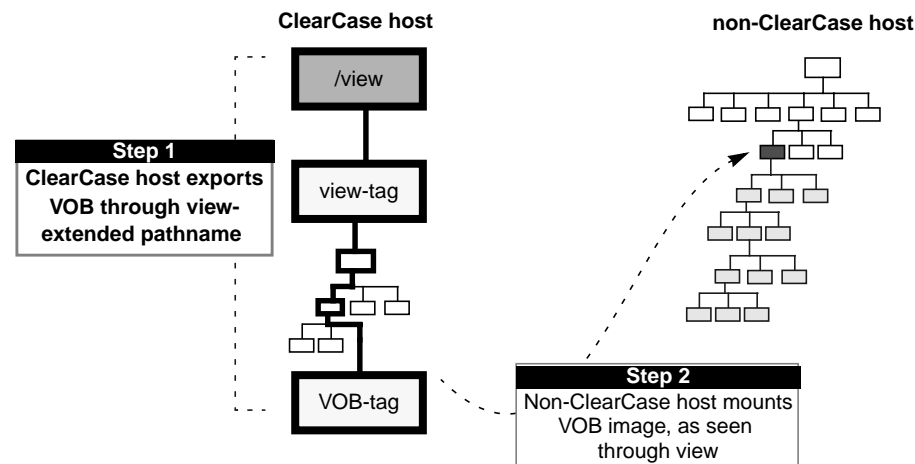 ClearCase host
non-ClearCase host
/view
Step 1
ClearCase host exports
VOB through view-
extended pathname
view-tag
VOB-tag
Step 2
Non-ClearCase host mounts
VOB image, as seen
through view